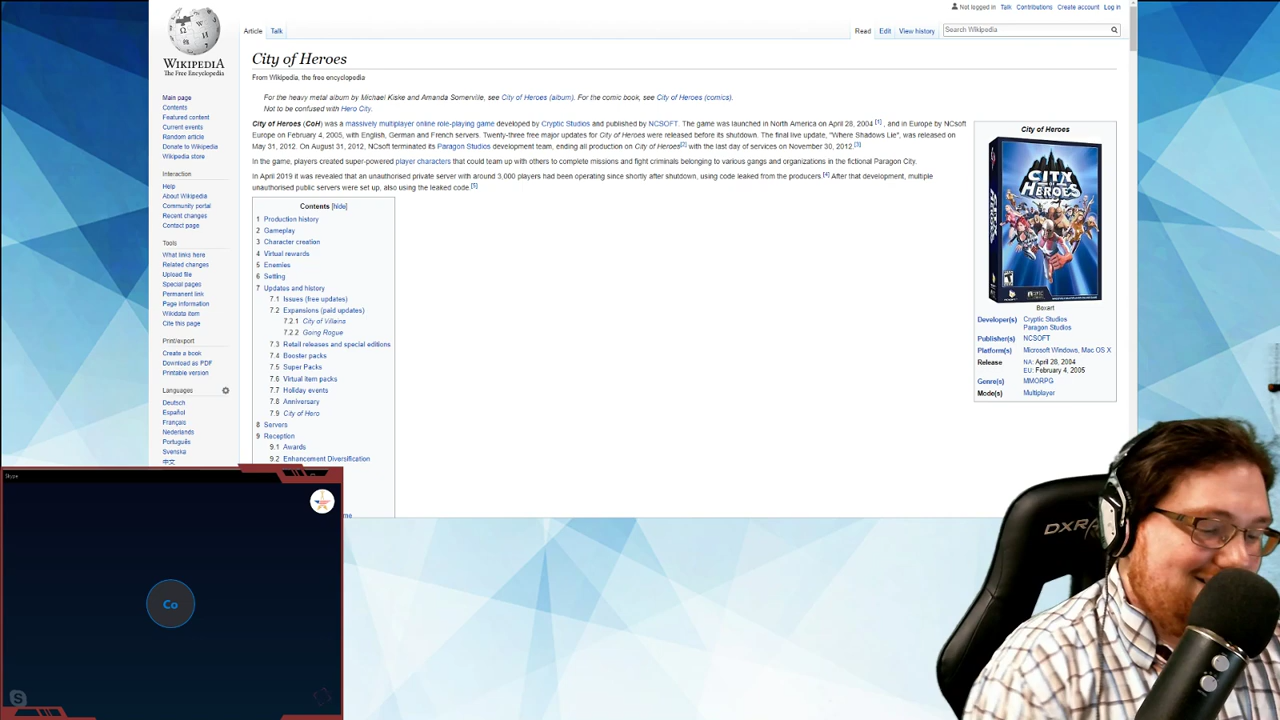 Not logged in Talk Contributions Create account Log in
Article Talk Read Edit View history Search Wikipedia
WIKIPEDIA
The Free Encyclopedia
Main page
Contents
Featured content
Current events
Random article
Donate to Wikipedia
Wikipedia store
Interaction
Help
About Wikipedia
Community portal
Recent changes
Contact page
Tools
What links here
Related changes
Upload file
Special pages
Permanent link
Page information
Wikidata item
Cite this page
Print/export
Create a book
Download as PDF
Printable version
Languages
Deutsch
Español
Français
Nederlands
Português
Svenska
中文
City of Heroes
From Wikipedia, the free encyclopedia
For the heavy metal album by Michael Kiske and Amanda Somerville, see City of Heroes (album). For the comic book, see City of Heroes (comics).
Not to be confused with Hero City.
City of Heroes (CoH) was a massively multiplayer online role-playing game developed by Cryptic Studios and published by NCSOFT. The game was launched in North America on April 28, 2004 [1], and in Europe by NCsoft
Europe on February 4, 2005, with English, German and French servers. Twenty-three free major updates for City of Heroes were released before its shutdown. The final live update, "Where Shadows Lie", was released on
May 31, 2012. On August 31, 2012, NCsoft terminated its Paragon Studios development team, ending all production on City of Heroes[2] with the last day of services on November 30, 2012.[3]
In the game, players created super-powered player characters that could team up with others to complete missions and fight criminals belonging to various gangs and organizations in the fictional Paragon City.
In April 2019 it was revealed that an unauthorised private server with around 3,000 players had been operating since shortly after shutdown, using code leaked from the producers.[4] After that development, multiple
unauthorised public servers were set up, also using the leaked code.[5]
Contents [hide]
1 Production history
2 Gameplay
3 Character creation
4 Virtual rewards
5 Enemies
6 Setting
7 Updates and history
7.1 Issues (free updates)
7.2 Expansions (paid updates)
7.2.1 City of Villains
7.2.2 Going Rogue
7.3 Retail releases and special editions
7.4 Booster packs
7.5 Super Packs
7.6 Virtual item packs
7.7 Holiday events
7.8 Anniversary
7.9 City of Hero
8 Servers
9 Reception
9.1 Awards
9.2 Enhancement Diversification
City of Heroes
CITY OF HEROES
Boxart
Developer(s) Cryptic Studios
Paragon Studios
Publisher(s) NCSOFT
Platform(s) Microsoft Windows, Mac OS X
Release NA: April 28, 2004
EU: February 4, 2005
Genre(s) MMORPG
Mode(s) Multiplayer
Skype
Co
DXRA